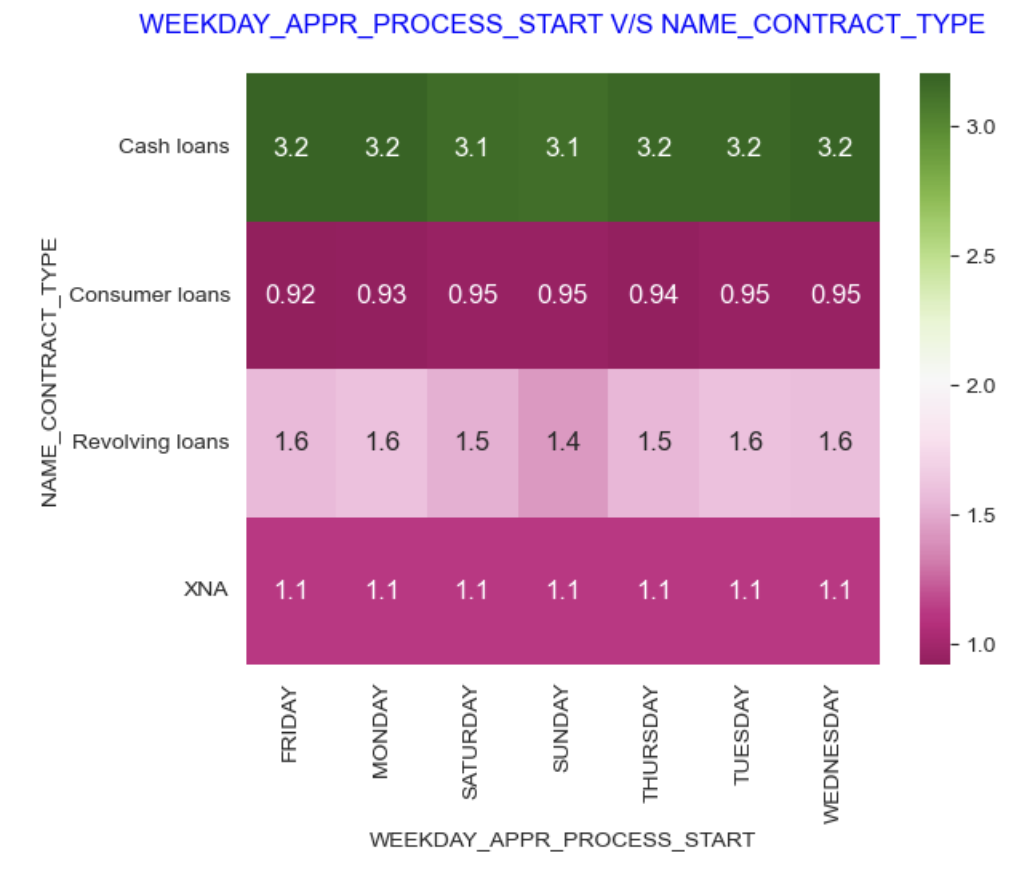 WEEKDAY_APPR_PROCESS_START V/S NAME_CONTRACT_TYPE
NAME_CONTRACT_TYPE
Cash loans 3.2 3.2 3.1 3.1 3.2 3.2 3.2
Consumer loans 0.92 0.93 0.95 0.95 0.94 0.95 0.95
Revolving loans 1.6 1.6 1.5 1.4 1.5 1.6 1.6
XNA 1.1 1.1 1.1 1.1 1.1 1.1 1.1
FRIDAY MONDAY SATURDAY SUNDAY THURSDAY TUESDAY WEDNESDAY
WEEKDAY_APPR_PROCESS_START
3.0
2.5
2.0
1.5
1.0